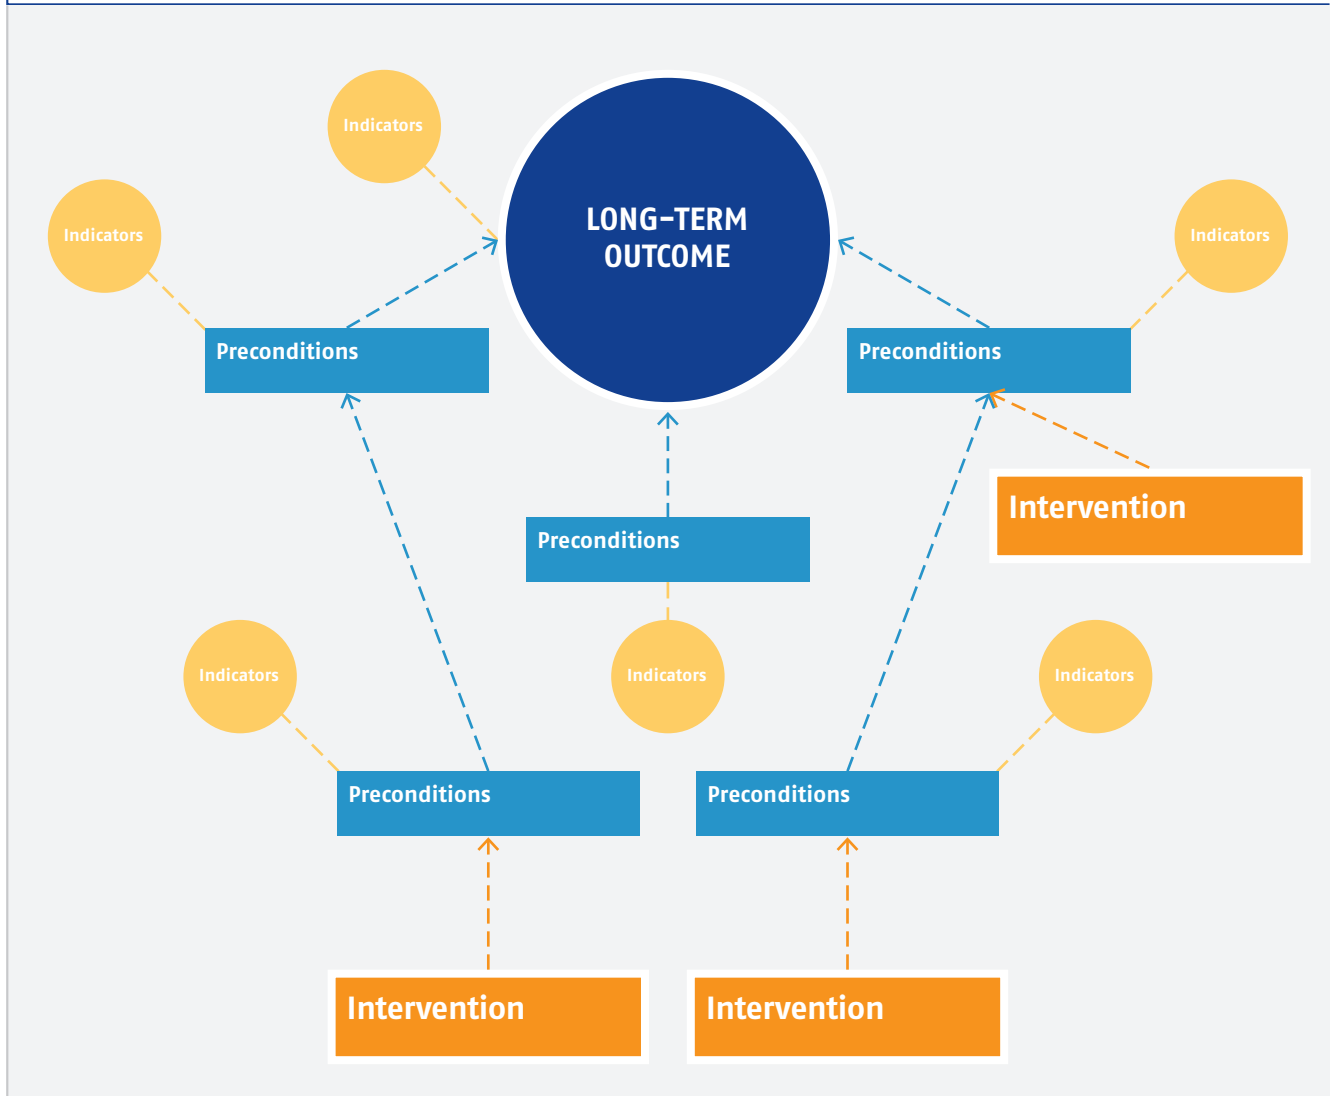 Indicators
LONG-TERM
OUTCOME
Indicators
Indicators
Preconditions
Preconditions
Intervention
Preconditions
Indicators
Indicators
Indicators
Preconditions
Preconditions
Intervention
Intervention